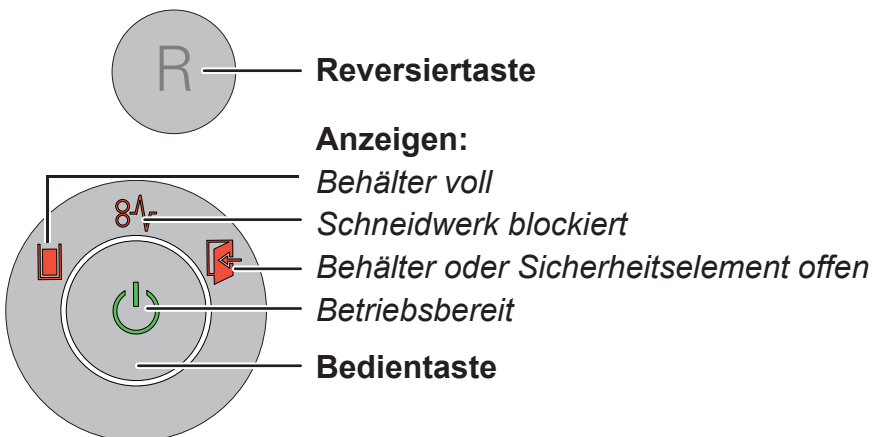 R
Reversiertaste
Anzeigen:
Behälter voll
Schneidwerk blockiert
Behälter oder Sicherheitselement offen
Betriebsbereit
Bedientaste